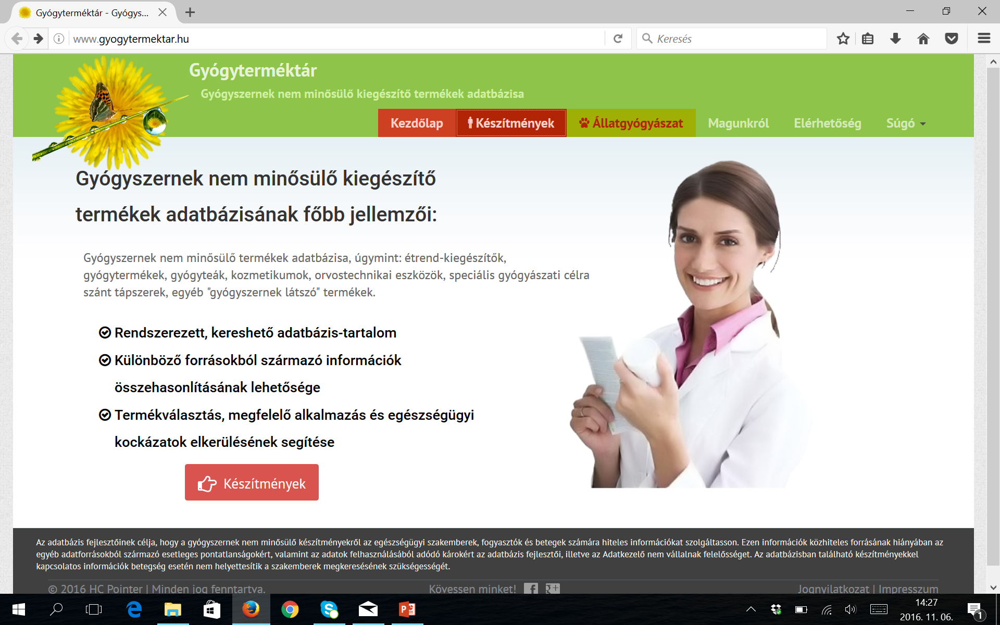 Gyógyterméktár - Gyógys...
www.gyogytermektar.hu
Keresés
Gyógyterméktár
Gyógyszernek nem minősülő kiegészítő termékek adatbázisa
Kezdőlap
Készítmények
Állatgyógyászat
Magunkról
Elérhetőség
Súgó
Gyógyszernek nem minősülő kiegészítő
termékek adatbázisának főbb jellemzői:
Gyógyszernek nem minősülő termékek adatbázisa, úgymint: étrend-kiegészítők,
gyógytermékek, gyógyteák, kozmetikumok, orvostechnikai eszközök, speciális gyógyászati célra
szánt tápszerek, egyéb "gyógyszernek látszó" termékek.
Rendszerezett, kereshető adatbázis-tartalom
Különböző forrásokból származó információk
összehasonlításának lehetősége
Termékválasztás, megfelelő alkalmazás és egészségügyi
kockázatok elkerülésének segítése
Készítmények
Az adatbázis fejlesztőinek célja, hogy a gyógyszernek nem minősülő készítményekről az egészségügyi szakemberek, fogyasztók és betegek számára hiteles információkat szolgáltasson. Ezen információk közhiteles forrásának hiányában az
egyéb adatforrásokból származó esetleges pontatlanságokért, valamint az adatok felhasználásából adódó károkért az adatbázis fejlesztői, illetve az Adatkezelő nem vállalnak felelősséget. Az adatbázisban található készítményekkel
kapcsolatos információk betegség esetén nem helyettesítik a szakemberek megkeresésének szükségességét.
© 2016 HC Pointer | Minden jog fenntartva.
Kövessen minket!
Jognyilatkozat | Impresszum
14:27
2016. 11. 06.
1